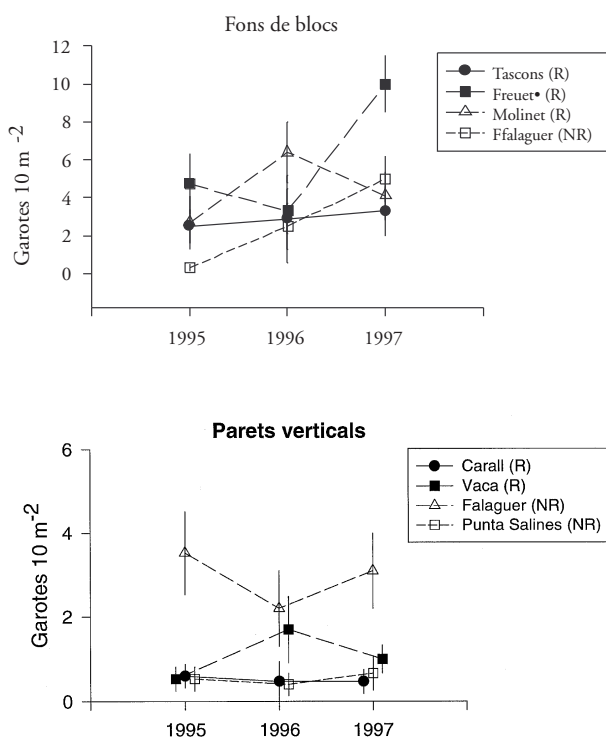 Fons de blocs
12
10
8
6
4
2
0
Garotes 10 m -2
1995 1996 1997
Tascons (R)
Freuet• (R)
Molinet (R)
Ffalaguer (NR)
Parets verticals
6
4
2
0
Garotes 10 m-2
1995 1996 1997
Carall (R)
Vaca (R)
Falaguer (NR)
Punta Salines (NR)